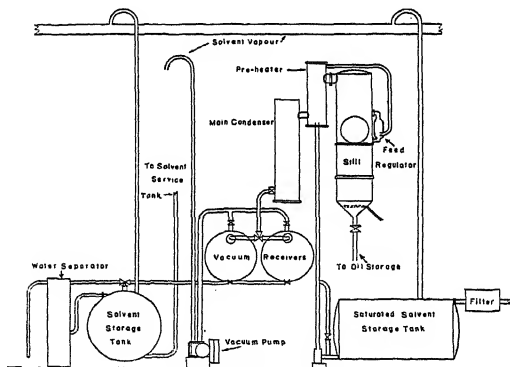 Solvent Vapour
Pre-heater
Main Condenser
Feed
Regulator
Still
To Solvent
Service
Tank
Vacuum
Receivers
To Oil Storage
Water Separator
Solvent
Storage
Tank
Saturated Solvent
Storage Tank
Filter
Vacuum Pump